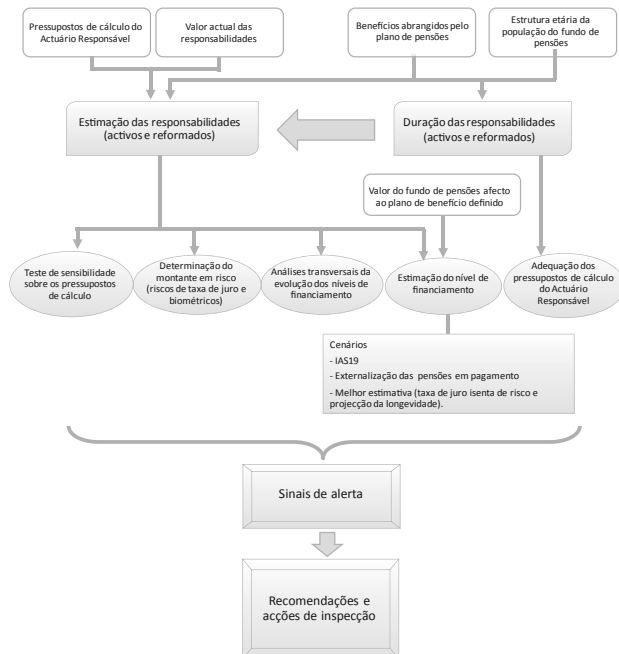 Pressupostos de cálculo do
Actuário Responsável
Valor actual das
responsabilidades
Benefícios abrangidos pelo
plano de pensões
Estrutura etária da
população do fundo de
pensões
Estimação das responsabilidades
(activos e reformados)
Duração das responsabilidades
(activos e reformados)
Valor do fundo de pensões afecto
ao plano de benefício definido
Teste de sensibilidade
sobre os pressupostos
de cálculo
Determinação do
montante em risco
(riscos de taxa de juro e
biométricos)
Análises transversais da
evolução dos níveis de
financiamento
Estimação do nível de
financiamento
Adequação dos
pressupostos de cálculo
do Actuário
Responsável
Cenários
- IAS19
- Externalização das pensões em pagamento
- Melhor estimativa (taxa de juro isenta de risco e
projecção da longevidade).
Sinais de alerta
Recomendações e
acções de inspecção